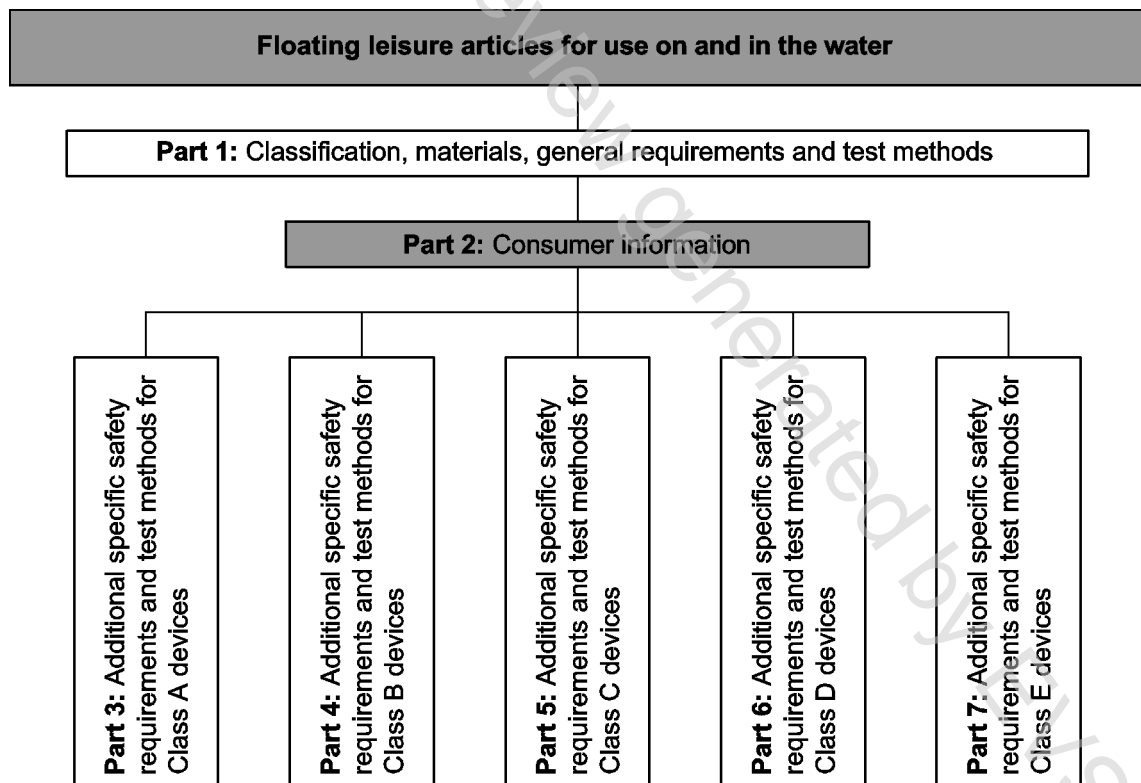 Floating leisure articles for use on and in the water
Part 1: Classification, materials, general requirements and test methods
Part 2: Consumer information
Part 3: Additional specific safety
requirements and test methods for
Class A devices
Part 4: Additional specific safety
requirements and test methods for
Class B devices
Part 5: Additional specific safety
requirements and test methods for
Class C devices
Part 6: Additional specific safety
requirements and test methods for
Class D devices
Part 7: Additional specific safety
requirements and test methods for
Class E devices
eview generated by EVS